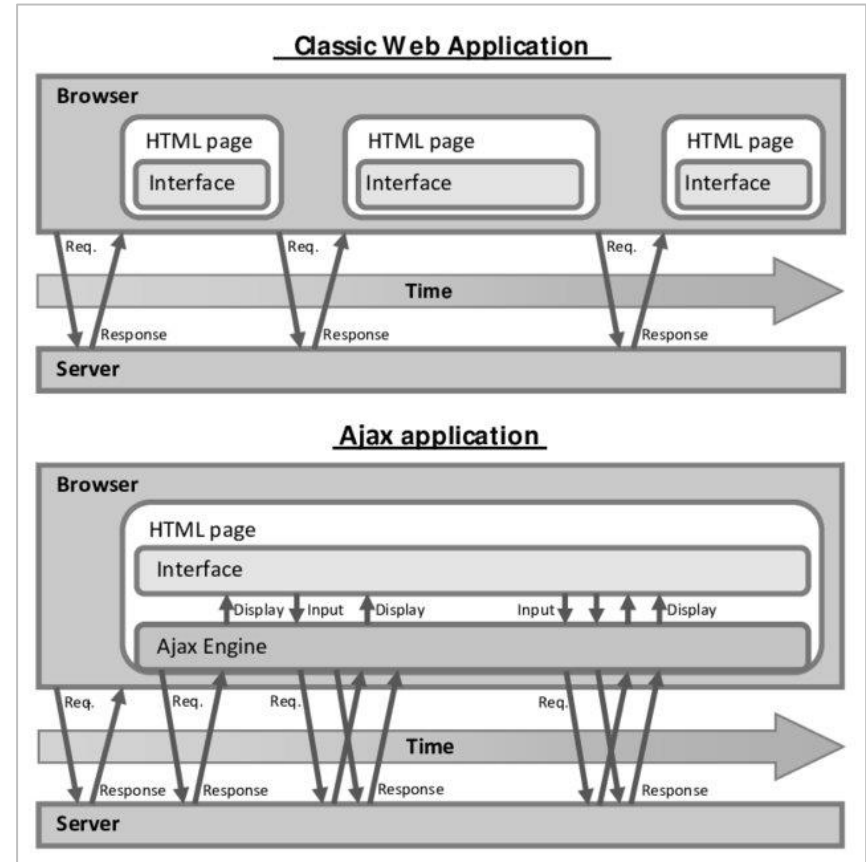 Classic Web Application
Browser
HTML page HTML page HTML page
Interface Interface Interface
Req. Req. Req.
Time
Response Response Response
Server
Ajax application
Browser
HTML page
Interface
Display Input Display Input Display
Ajax Engine
Req. Req. Req. Req.
Time
Response Response Response Response
Server